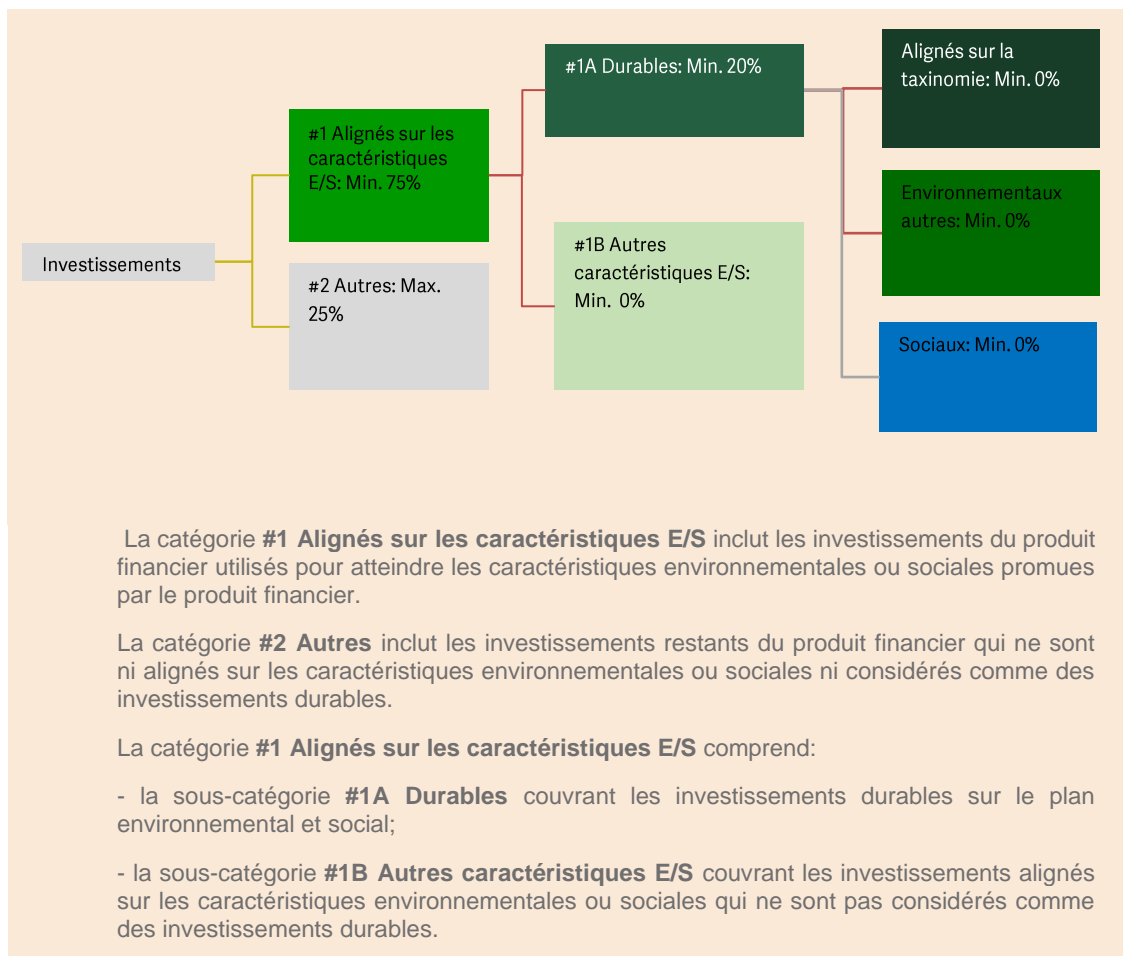 Investissements
#1 Alignés sur les
caractéristiques
E/S: Min. 75%
#2 Autres: Max.
25%
#1A Durables: Min. 20%
#1B Autres
caractéristiques E/S:
Min. 0%
Alignés sur la
taxinomie: Min. 0%
Environnementaux
autres: Min. 0%
Sociaux: Min. 0%
La catégorie #1 Alignés sur les caractéristiques E/S inclut les investissements du produit
financier utilisés pour atteindre les caractéristiques environnementales ou sociales promues
par le produit financier.
La catégorie #2 Autres inclut les investissements restants du produit financier qui ne sont
ni alignés sur les caractéristiques environnementales ou sociales ni considérés comme des
investissements durables.
La catégorie #1 Alignés sur les caractéristiques E/S comprend:
- la sous-catégorie #1A Durables couvrant les investissements durables sur le plan
environnemental et social;
- la sous-catégorie #1B Autres caractéristiques E/S couvrant les investissements alignés
sur les caractéristiques environnementales ou sociales qui ne sont pas considérés comme
des investissements durables.